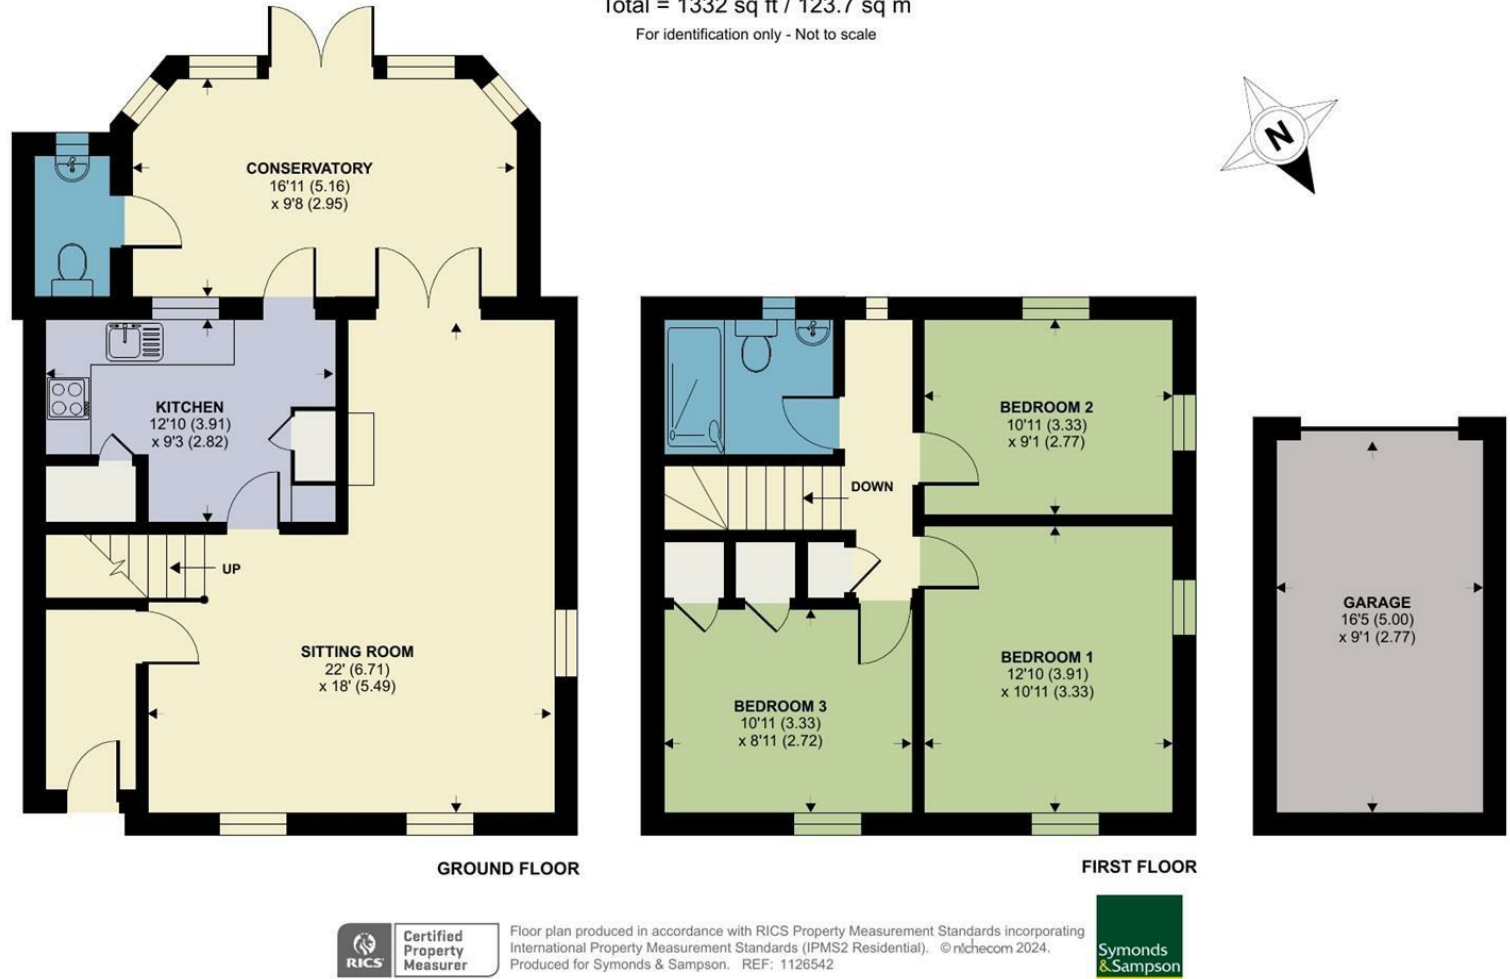 Total = 1332 sq ft / 123.7 sq m
For identification only - Not to scale
N
CONSERVATORY
16'11 (5.16)
x 9'8 (2.95)
KITCHEN
12'10 (3.91)
x 9'3 (2.82)
UP
SITTING ROOM
22' (6.71)
x 18' (5.49)
GROUND FLOOR
BEDROOM 2
10'11 (3.33)
x 9'1 (2.77)
DOWN
BEDROOM 1
12'10 (3.91)
x 10'11 (3.33)
BEDROOM 3
10'11 (3.33)
x 8'11 (2.72)
FIRST FLOOR
GARAGE
16'5 (5.00)
x 9'1 (2.77)
RICS
Certified
Property
Measurer
Floor plan produced in accordance with RICS Property Measurement Standards incorporating
International Property Measurement Standards (IPMS2 Residential). © nichecom 2024.
Produced for Symonds & Sampson. REF: 1126542
Symonds
&Sampson